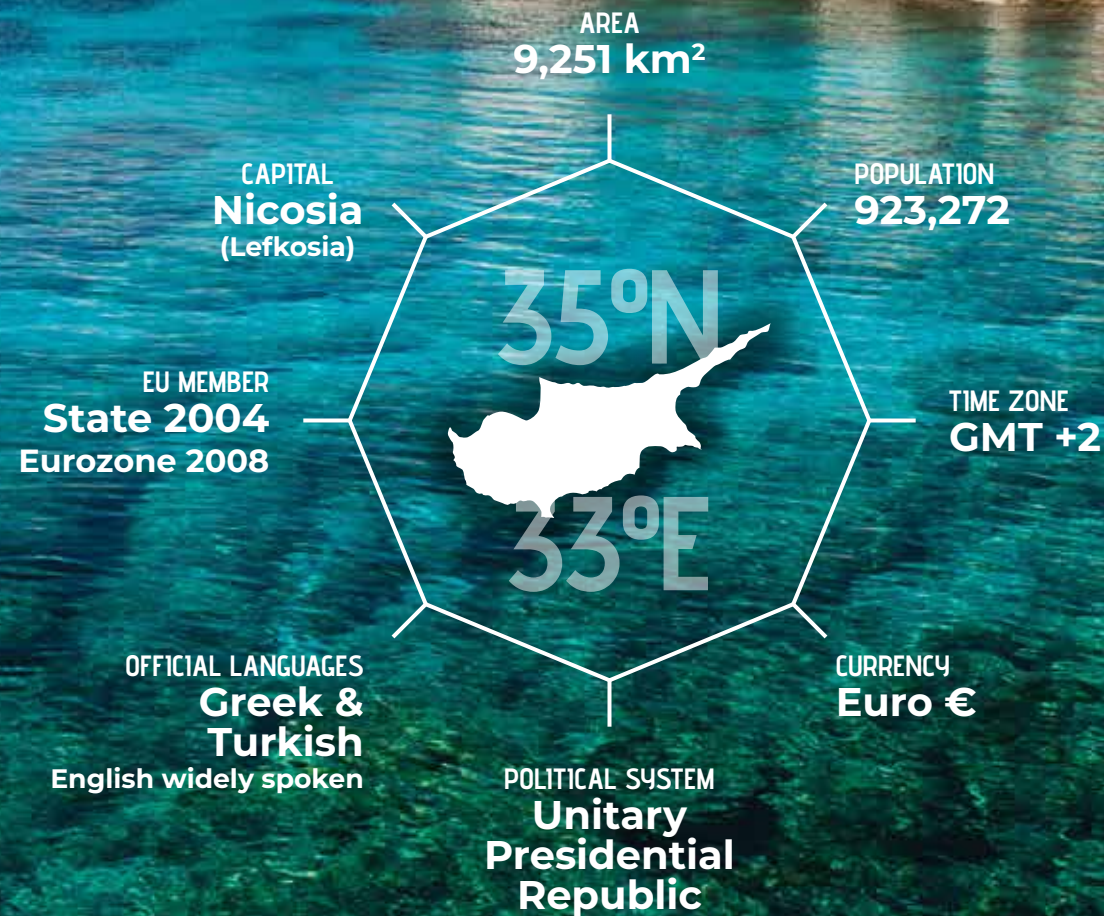 AREA
9,251 km²
CAPITAL
Nicosia
(Lefkosia)
POPULATION
923,272
35ºN
EU MEMBER
State 2004
Eurozone 2008
TIME ZONE
GMT +2
33ºE
OFFICIAL LANGUAGES
Greek &
Turkish
English widely spoken
CURRENCY
Euro €
POLITICAL SYSTEM
Unitary
Presidential
Republic